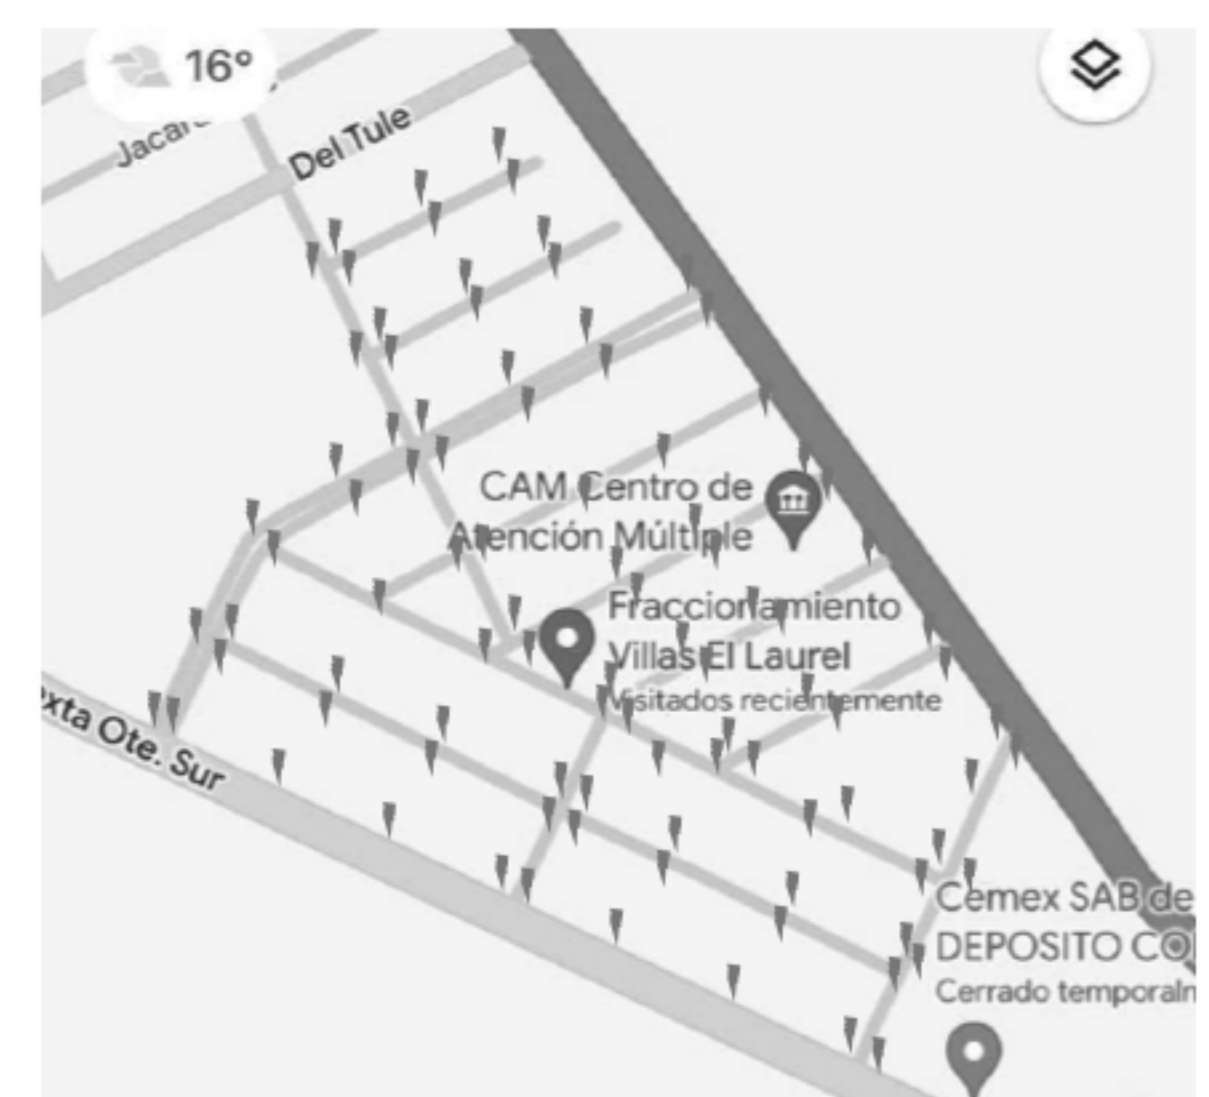 16°
Del Tule
CAM Centro de
Atención Múltiple
Fraccionamiento
Villas El Laurel
Visitados recientemente
Ote. Sur
Cemex SAB de
DEPOSITO
Cerrado